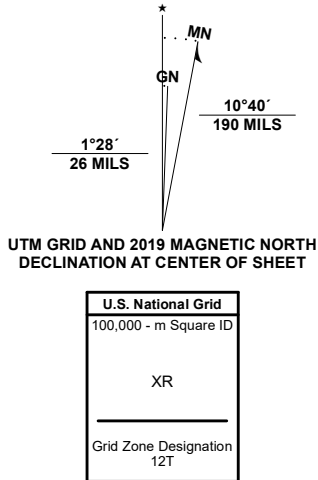 ★
MN
GN
1°28´
26 MILS
10°40´
190 MILS
UTM GRID AND 2019 MAGNETIC NORTH
DECLINATION AT CENTER OF SHEET
U.S. National Grid
100,000 - m Square ID
XR
Grid Zone Designation
12T